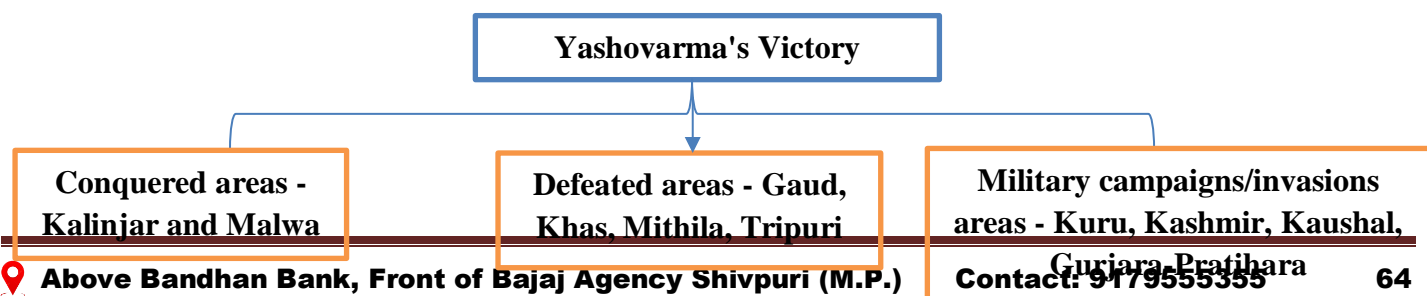 Yashovarma's Victory
Conquered areas -
Kalinjar and Malwa
Defeated areas - Gaud,
Khas, Mithila, Tripuri
Military campaigns/invasions
areas - Kuru, Kashmir, Kaushal,
Gurjara-Pratihara
Above Bandhan Bank, Front of Bajaj Agency Shivpuri (M.P.) Contact: 9179555355 64